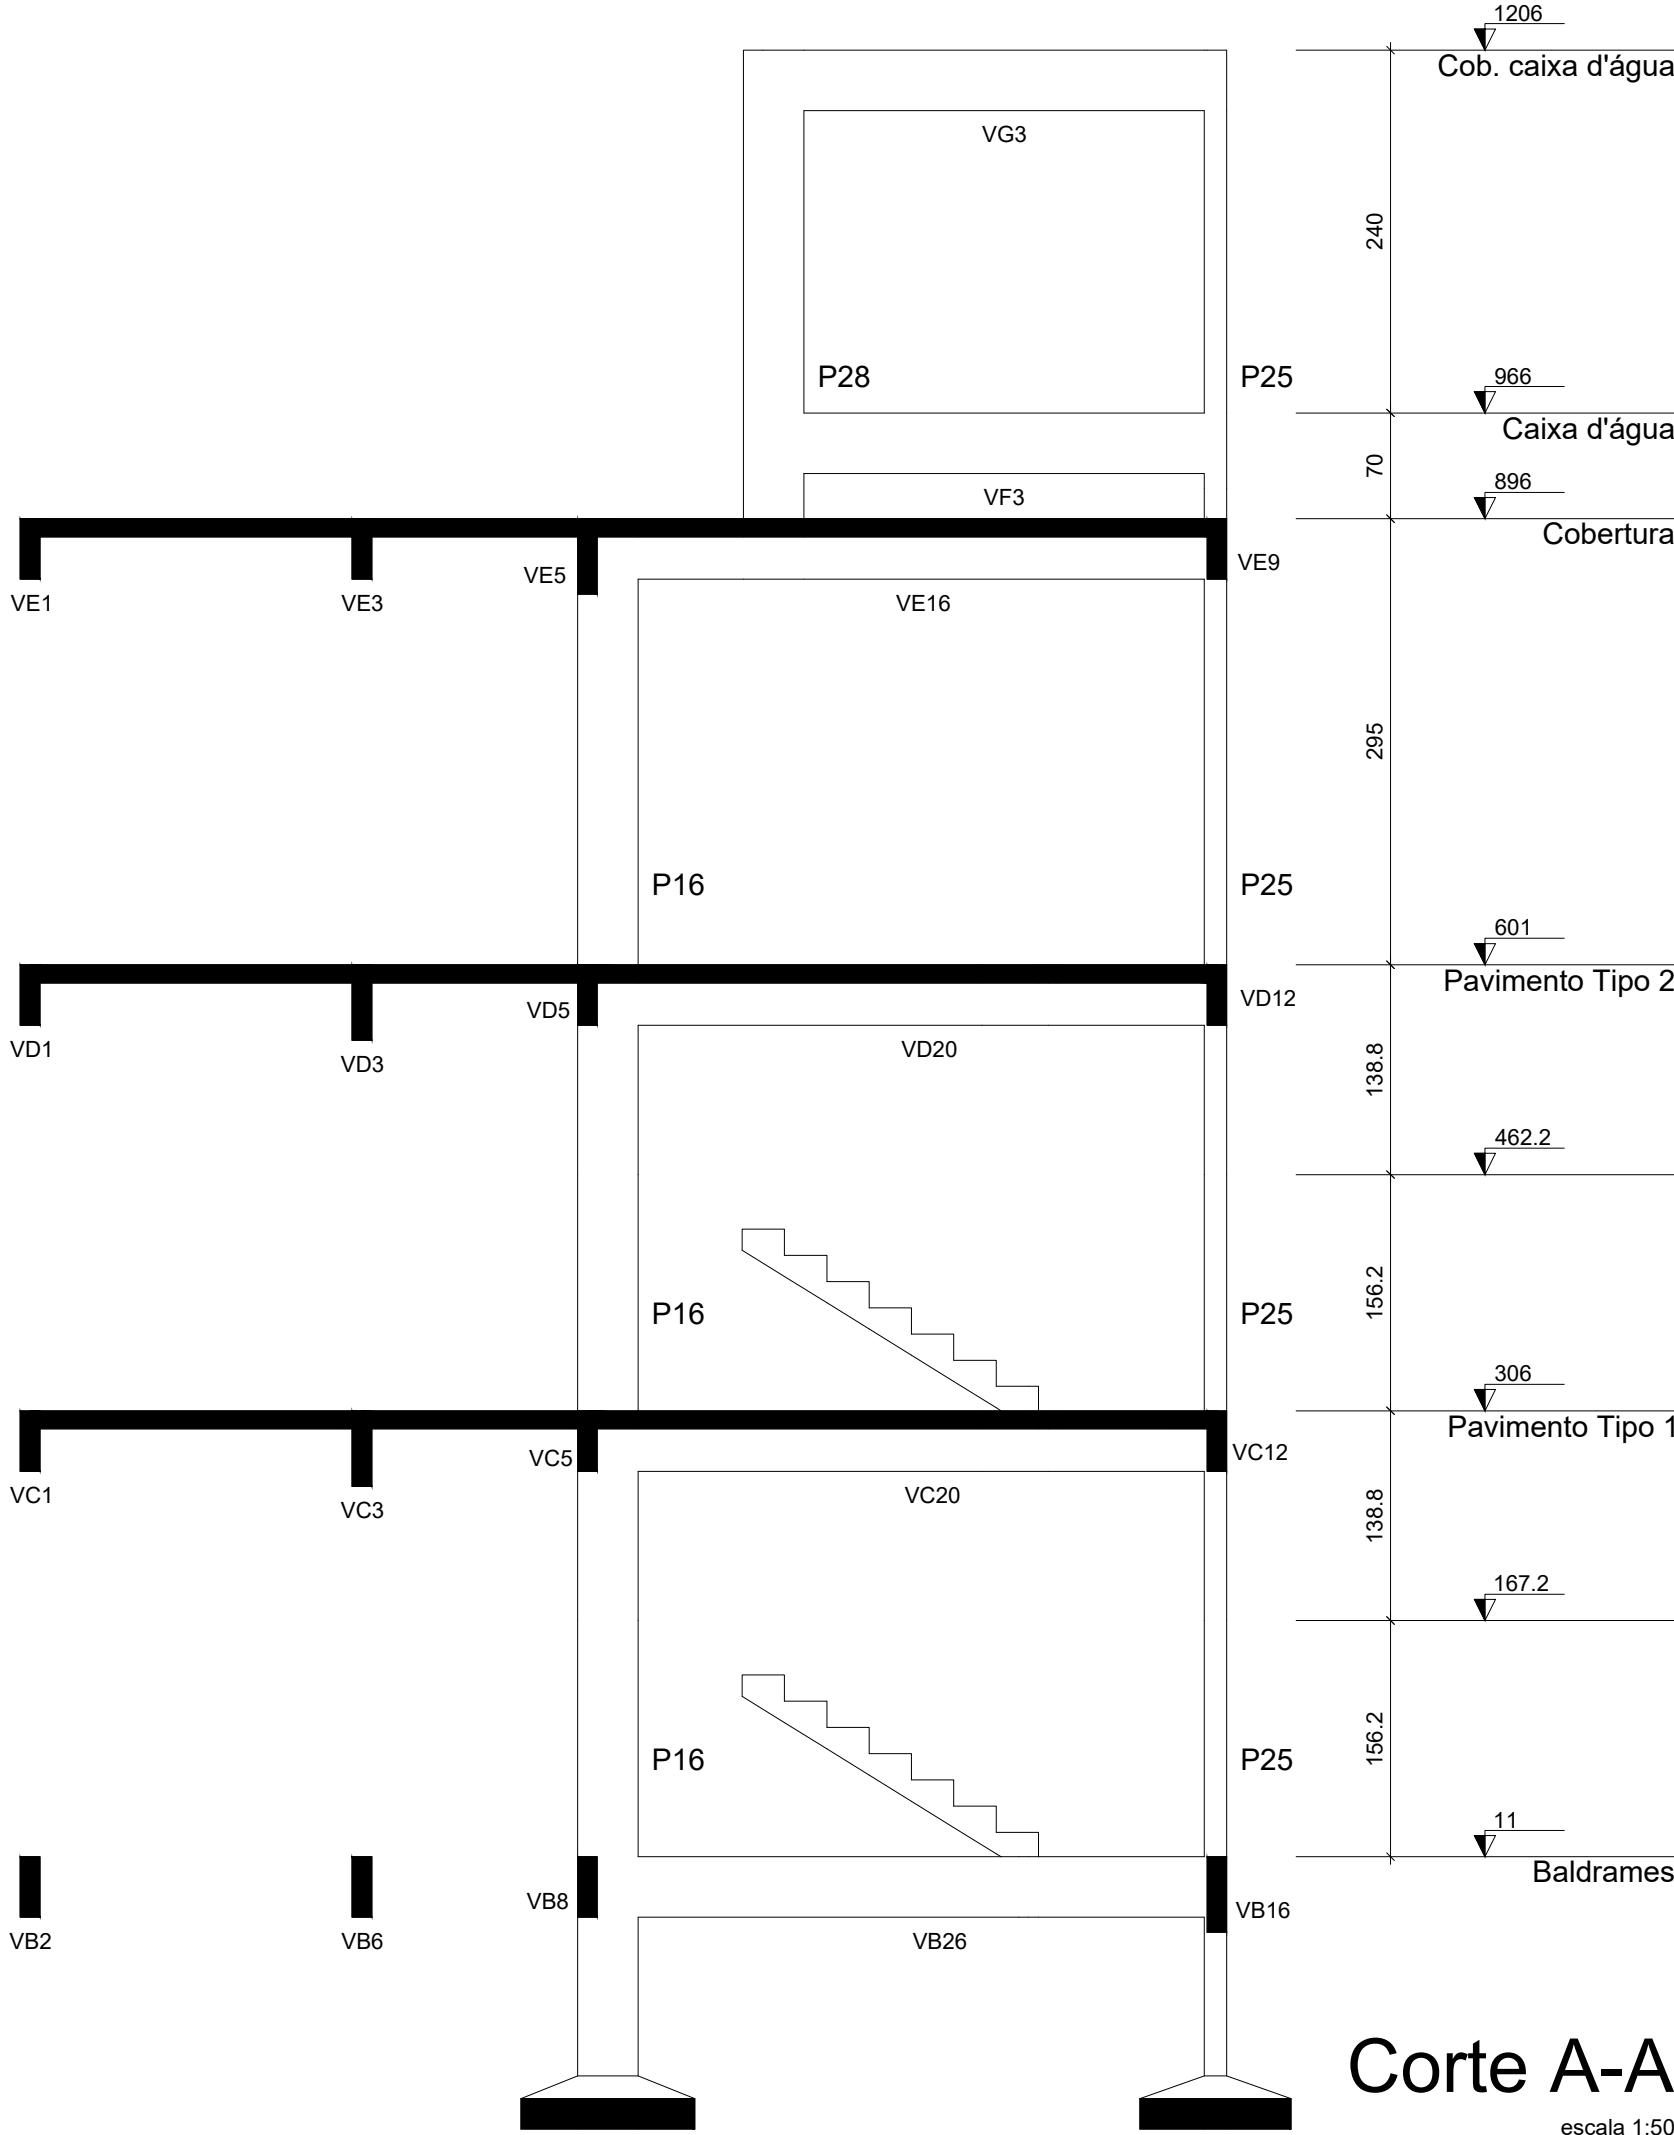 1206
Cob. caixa d'água
VG3
240
P28
P25
966
Caixa d'água
70
896
VF3
Cobertura
VE5
VE9
VE1
VE3
VE16
295
P16
P25
601
Pavimento Tipo 2
VD5
VD12
VD1
VD3
VD20
138.8
462.2
156.2
P16
P25
306
Pavimento Tipo 1
VC5
VC12
VC1
VC3
VC20
138.8
167.2
156.2
P16
P25
11
Baldrames
VB8
VB16
VB2
VB6
VB26
Corte A-A
escala 1:50